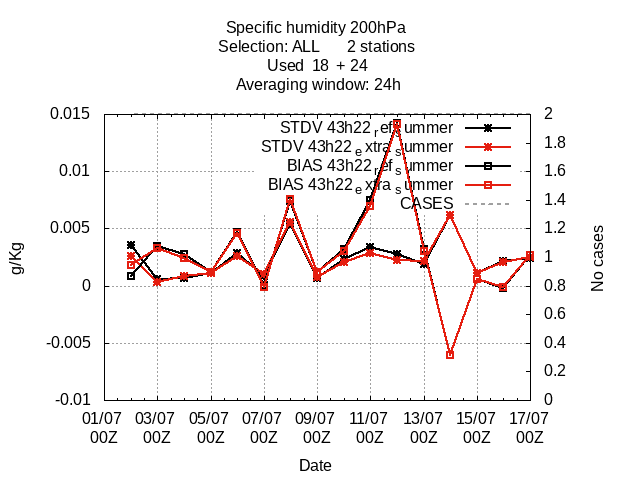 Specific humidity 200hPa
Selection: ALL 2 stations
Used 18 + 24
Averaging window: 24h
0.015
0.01
0.005
0
-0.005
-0.01
g/Kg
STDV 43h22_ref_summer
STDV 43h22_extra_summer
BIAS 43h22_ref_summer
BIAS 43h22_extra_summer
CASES
2
1.8
1.6
1.4
1.2
1
0.8
0.6
0.4
0.2
0
No cases
01/07 03/07 05/07 07/07 09/07 11/07 13/07 15/07 17/07
00Z 00Z 00Z 00Z 00Z 00Z 00Z 00Z 00Z
Date